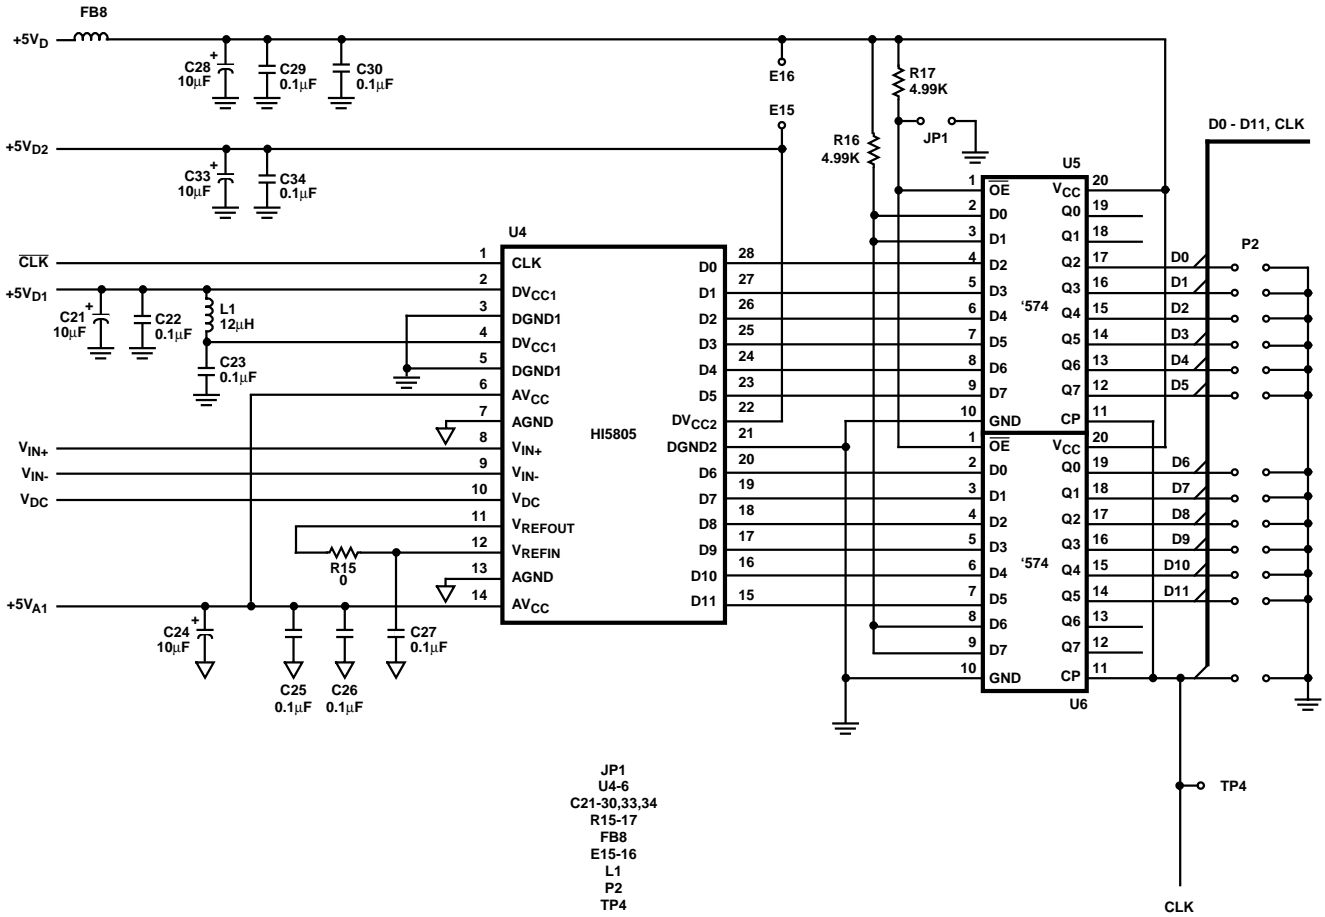 FB8
+5VD
C28
10µF
+
C29
0.1µF
C30
0.1µF
E16
R17
4.99K
E15
D0 - D11, CLK
JP1
R16
4.99K
+5VD2
C33
10µF
+
C34
0.1µF
U5
1 OE VCC 20
2 D0 Q0 19
3 D1 Q1 18
4 D2 Q2 17 D0
5 D3 Q3 16 D1
6 D4 Q4 15 D2
7 D5 Q5 14 D3
8 D6 Q6 13 D4
9 D7 Q7 12 D5
10 GND CP 11
'574
P2
U4
CLK 1 CLK D0 28
+5VD1 2 DVCC1 D1 27
3 DGND1 D2 26
4 DVCC1 D3 25
5 DGND1 D4 24
6 AVCC D5 23
7 AGND DVCC2 22
VIN+ 8 VIN+ DGND2 21
VIN- 9 VIN- D6 20
VDC 10 VDC D7 19
11 VREFOUT D8 18
12 VREFIN D9 17
13 AGND D10 16
+5VA1 14 AVCC D11 15
HI5805
C21
10µF
+
C22
0.1µF
L1
12µH
C23
0.1µF
R15
0
C24
10µF
+
C25
0.1µF
C26
0.1µF
C27
0.1µF
1 OE VCC 20
2 D0 Q0 19 D6
3 D1 Q1 18 D7
4 D2 Q2 17 D8
5 D3 Q3 16 D9
6 D4 Q4 15 D10
7 D5 Q5 14 D11
8 D6 Q6 13
9 D7 Q7 12
10 GND CP 11
'574
U6
JP1
U4-6
C21-30,33,34
R15-17
FB8
E15-16
L1
P2
TP4
TP4
CLK